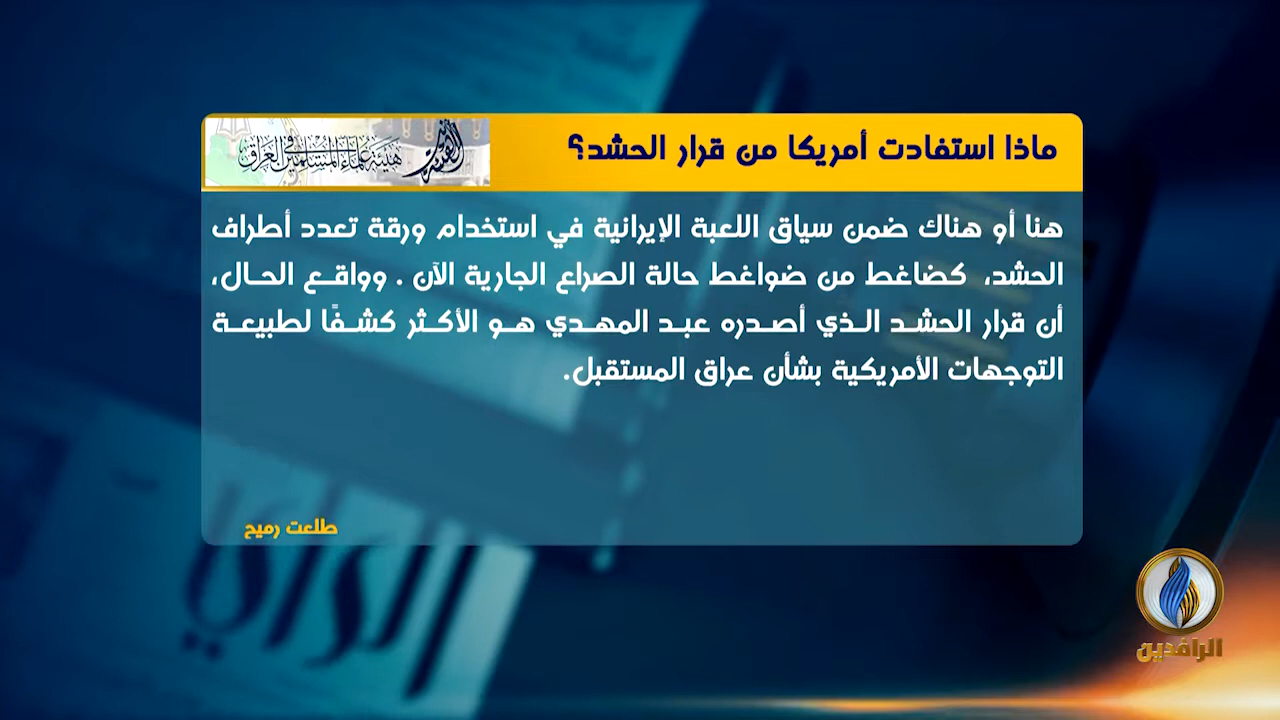 ماذا استفادت أمريكا من قرار الحشد؟
هيئة علماء المسلمين في العراق
هنا أو هناك ضمن سياق اللعبة الإيرانية في استخدام ورقة تعدد أطراف
الحشد، كضاغط من ضواغط حالة الصراع الجارية الآن . وواقع الحال،
أن قرار الحشد الذي أصدره عبد المهدي هو الأكثر كشفًا لطبيعة
التوجهات الأمريكية بشأن عراق المستقبل.
طلعت رميح
الراي
الرافدين